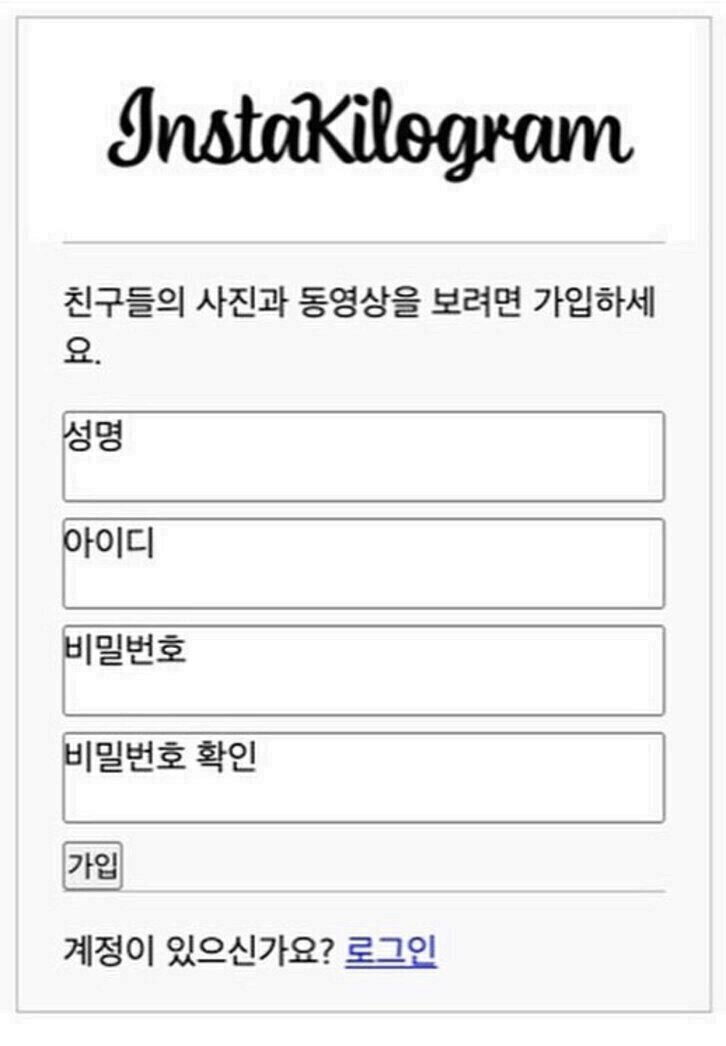 InstaKilogram
친구들의 사진과 동영상을 보려면 가입하세
요.
성명
아이디
비밀번호
비밀번호 확인
가입
계정이 있으신가요? 로그인